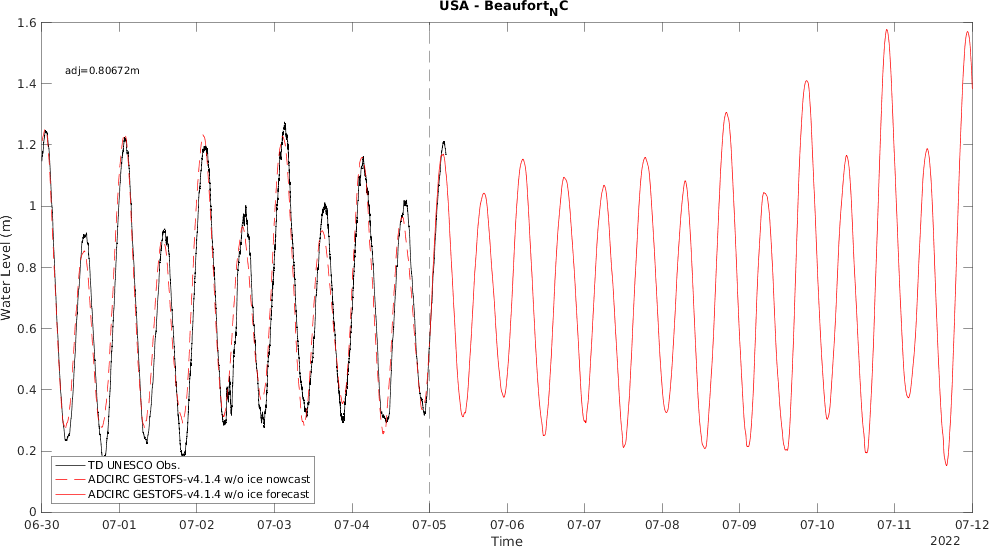 USA - Beaufort_NC
adj=0.80672m
1.6
1.4
1.2
1
0.8
0.6
0.4
0.2
0
Water Level (m)
TD UNESCO Obs.
ADCIRC GESTOFS-v4.1.4 w/o ice nowcast
ADCIRC GESTOFS-v4.1.4 w/o ice forecast
06-30 07-01 07-02 07-03 07-04 07-05 07-06 07-07 07-08 07-09 07-10 07-11 07-12
Time
2022